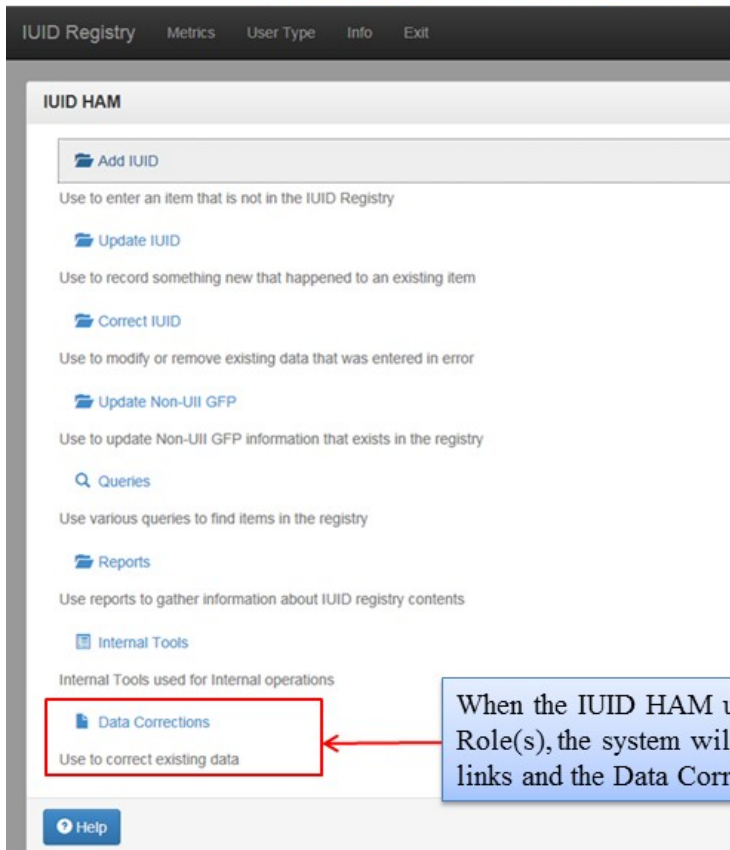 IUID Registry Metrics User Type Info Exit
IUID HAM
Add IUID
Use to enter an item that is not in the IUID Registry
Update IUID
Use to record something new that happened to an existing item
Correct IUID
Use to modify or remove existing data that was entered in error
Update Non-UII GFP
Use to update Non-UII GFP information that exists in the registry
Queries
Use various queries to find items in the registry
Reports
Use reports to gather information about IUID registry contents
Internal Tools
Internal Tools used for Internal operations
Data Corrections
Use to correct existing data
When the IUID HAM
Role(s), the system
links and the Data
Help